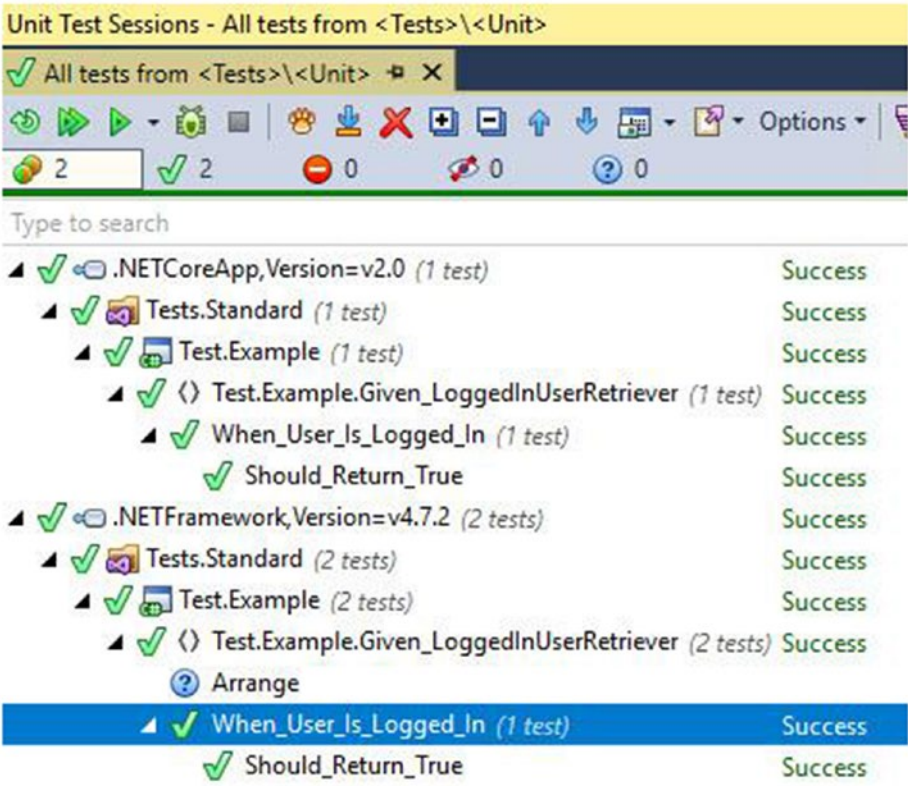 Unit Test Sessions - All tests from <Tests>\<Unit>
All tests from <Tests>\<Unit>
Options
2 2 0 0 0
Type to search
.NETCoreApp,Version=v2.0 (1 test) Success
Tests.Standard (1 test) Success
Test.Example (1 test) Success
Test.Example.Given_LoggedInUserRetriever (1 test) Success
When_User_Is_Logged_In (1 test) Success
Should_Return_True Success
.NETFramework,Version=v4.7.2 (2 tests) Success
Tests.Standard (2 tests) Success
Test.Example (2 tests) Success
Test.Example.Given_LoggedInUserRetriever (2 tests) Success
Arrange
When_User_Is_Logged_In (1 test) Success
Should_Return_True Success